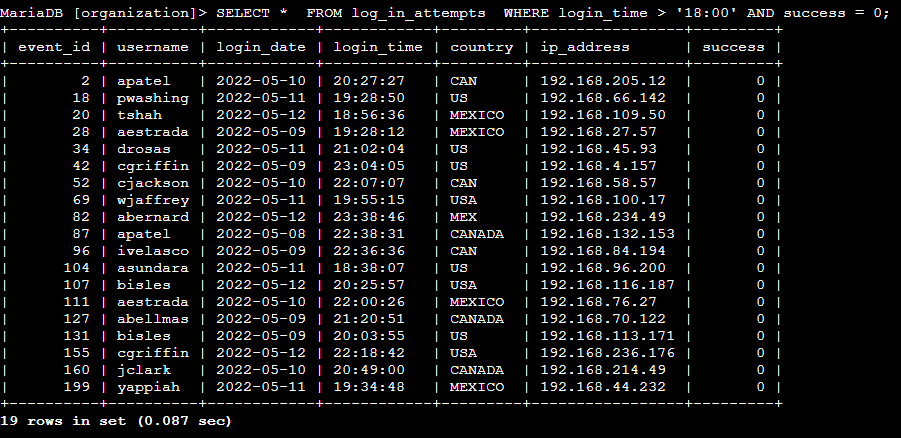 MariaDB [organization]> SELECT *  FROM log_in_attempts  WHERE login_time > '18:00' AND success = 0;
+----------+----------+------------+------------+---------+-----------------+---------+
| event_id | username | login_date | login_time | country | ip_address      | success |
+----------+----------+------------+------------+---------+-----------------+---------+
|        2 | apatel   | 2022-05-10 | 20:27:27   | CAN     | 192.168.205.12  |       0 |
|       18 | pwashing | 2022-05-11 | 19:28:50   | US      | 192.168.66.142  |       0 |
|       20 | tshah    | 2022-05-12 | 18:56:36   | MEXICO  | 192.168.109.50  |       0 |
|       28 | aestrada | 2022-05-09 | 19:28:12   | MEXICO  | 192.168.27.57   |       0 |
|       34 | drosas   | 2022-05-11 | 21:02:04   | US      | 192.168.45.93   |       0 |
|       42 | cgriffin | 2022-05-09 | 23:04:05   | US      | 192.168.4.157   |       0 |
|       52 | cjackson | 2022-05-10 | 22:07:07   | CAN     | 192.168.58.57   |       0 |
|       69 | wjaffrey | 2022-05-11 | 19:55:15   | USA     | 192.168.100.17  |       0 |
|       82 | abernard | 2022-05-12 | 23:38:46   | MEX     | 192.168.234.49  |       0 |
|       87 | apatel   | 2022-05-08 | 22:38:31   | CANADA  | 192.168.132.153 |       0 |
|       96 | ivelasco | 2022-05-09 | 22:36:36   | CAN     | 192.168.84.194  |       0 |
|      104 | asundara | 2022-05-11 | 18:38:07   | US      | 192.168.96.200  |       0 |
|      107 | bisles   | 2022-05-12 | 20:25:57   | USA     | 192.168.116.187 |       0 |
|      111 | aestrada | 2022-05-10 | 22:00:26   | MEXICO  | 192.168.76.27   |       0 |
|      127 | abellmas | 2022-05-09 | 21:20:51   | CANADA  | 192.168.70.122  |       0 |
|      131 | bisles   | 2022-05-09 | 20:03:55   | US      | 192.168.113.171 |       0 |
|      155 | cgriffin | 2022-05-12 | 22:18:42   | USA     | 192.168.236.176 |       0 |
|      160 | jclark   | 2022-05-10 | 20:49:00   | CANADA  | 192.168.214.49  |       0 |
|      199 | yappiah  | 2022-05-11 | 19:34:48   | MEXICO  | 192.168.44.232  |       0 |
+----------+----------+------------+------------+---------+-----------------+---------+
19 rows in set (0.087 sec)